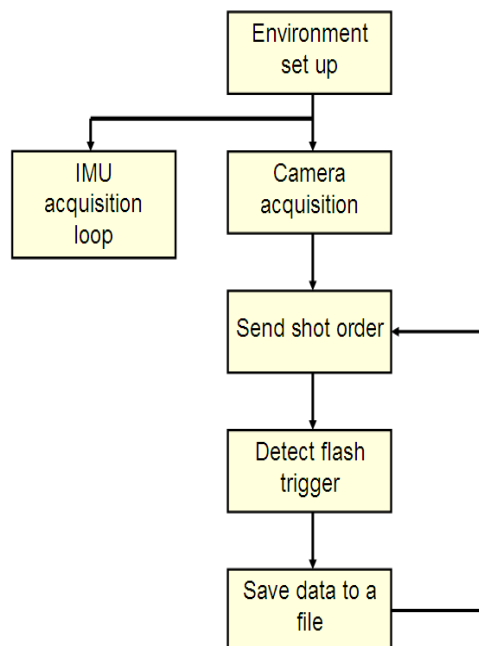 Environment
set up
IMU
acquisition
loop
Camera
acquisition
Send shot order
Detect flash
trigger
Save data to a
file